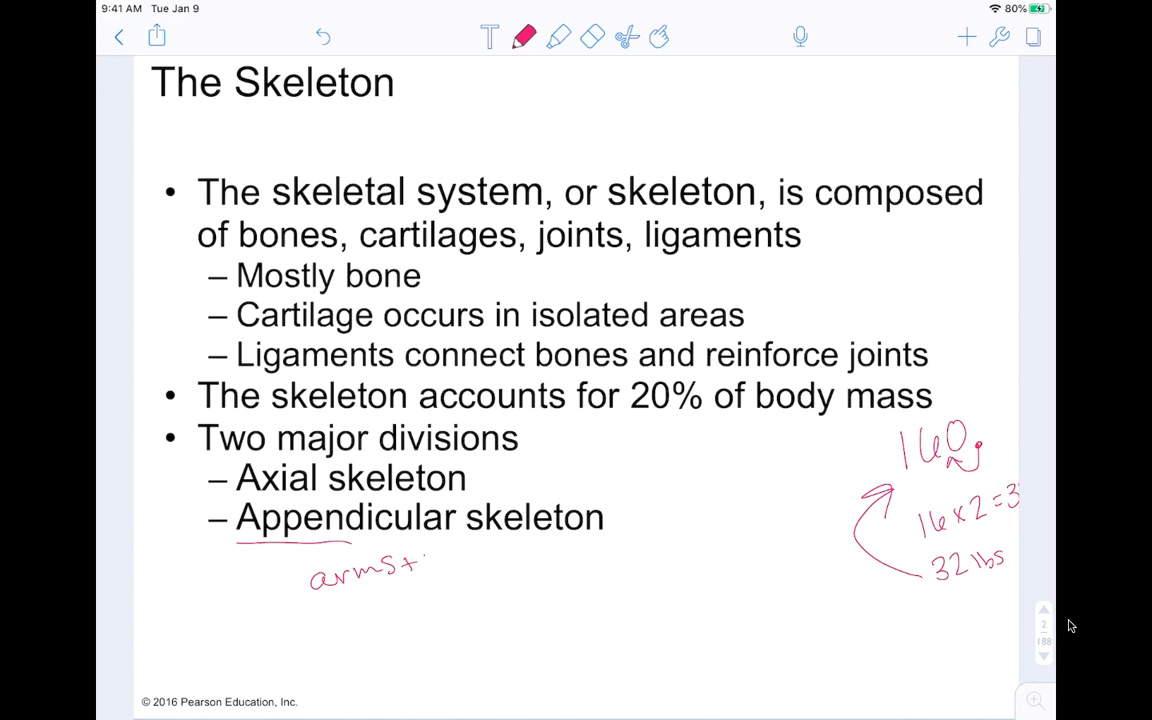 9:41 AM Tue Jan 9
80%
The Skeleton
• The skeletal system, or skeleton, is composed
of bones, cartilages, joints, ligaments
– Mostly bone
– Cartilage occurs in isolated areas
– Ligaments connect bones and reinforce joints
• The skeleton accounts for 20% of body mass
• Two major divisions
160.
– Axial skeleton
– Appendicular skeleton
16 x 2 = 3
32 lbs
arms +
2
188
© 2016 Pearson Education, Inc.